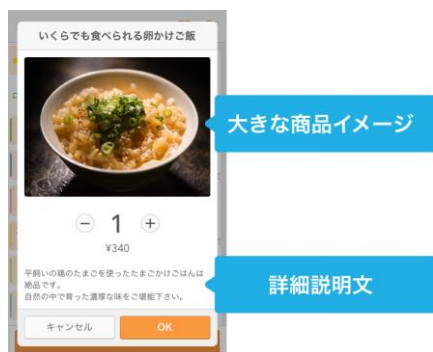 いくらでも食べられる卵かけご飯
大きな商品イメージ
1
¥340
平飼いの鶏のたまごを使ったたまごかけごはんは
絶品です。
自然の中で育った濃厚な味をご堪能下さい。
詳細説明文
キャンセル
OK